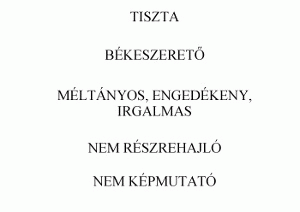 TISZTA
BÉKESZERETŐ
MÉLTÁNYOS, ENGEDÉKENY,
IRGALMAS
NEM RÉSZREHAJLÓ
NEM KÉPMUTATÓ